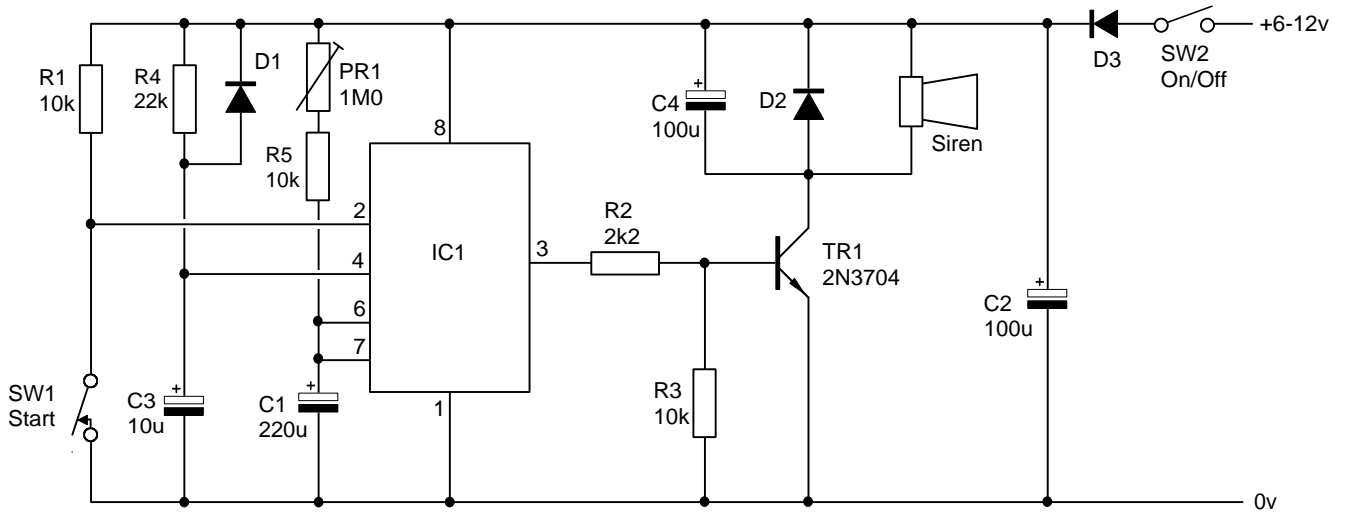 +6-12v
D1
D3
SW2
On/Off
R1
10k
R4
22k
PR1
1M0
+
C4
100u
D2
Siren
8
R5
10k
2
R2
2k2
IC1
3
TR1
2N3704
4
+
C2
100u
6
7
SW1
Start
+
C3
10u
+
C1
220u
1
R3
10k
0v